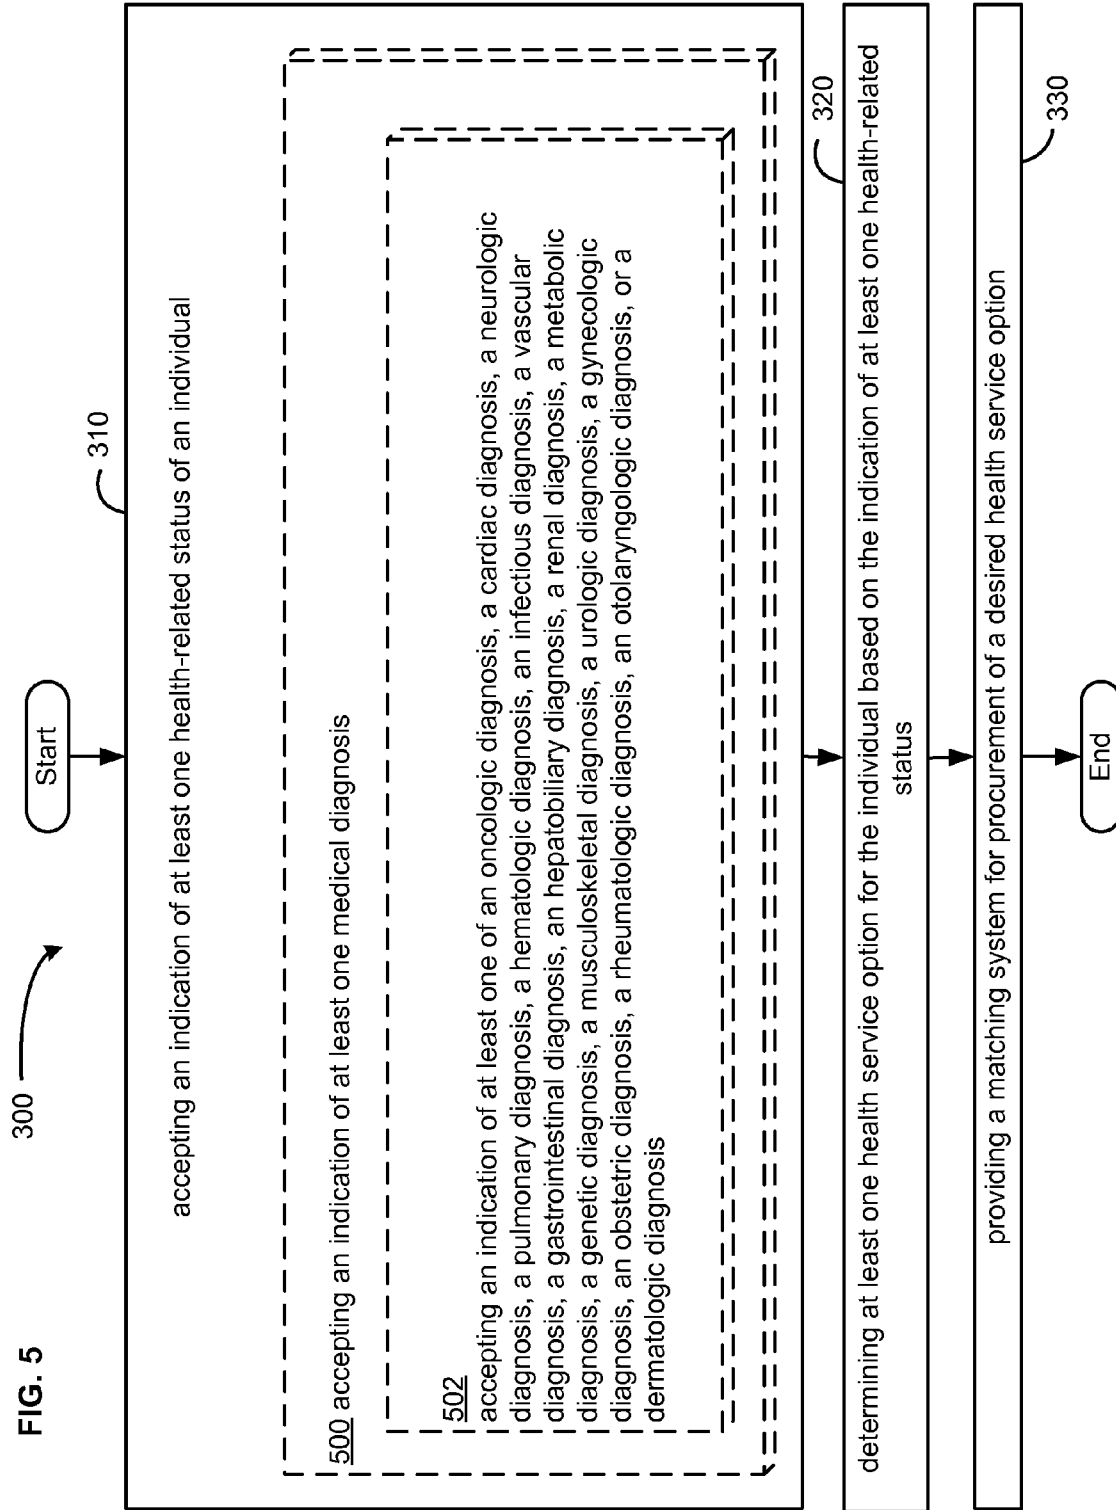 FIG. 5
300
Start
310
accepting an indication of at least one health-related status of an individual
500 accepting an indication of at least one medical diagnosis
502
accepting an indication of at least one of an oncologic diagnosis, a cardiac diagnosis, a neurologic
diagnosis, a pulmonary diagnosis, a hematologic diagnosis, an infectious diagnosis, a vascular
diagnosis, a gastrointestinal diagnosis, an hepatobiliary diagnosis, a renal diagnosis, a metabolic
diagnosis, a genetic diagnosis, a musculoskeletal diagnosis, a urologic diagnosis, a gynecologic
diagnosis, an obstetric diagnosis, a rheumatologic diagnosis, an otolaryngologic diagnosis, or a
dermatologic diagnosis
320
determining at least one health service option for the individual based on the indication of at least one health-related
status
330
providing a matching system for procurement of a desired health service option
End